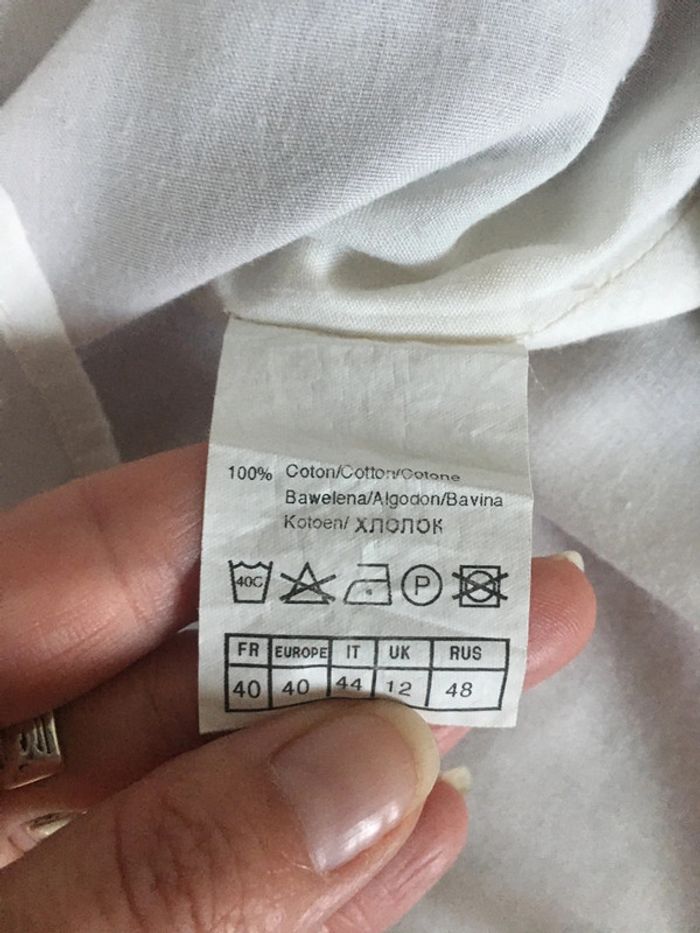 100% Coton/Cotton/Cotone
Bawelena/Algodon/Bavina
Kotoen/ ХЛОПОК
40C P
FR EUROPE IT UK RUS
40 40 44 12 48